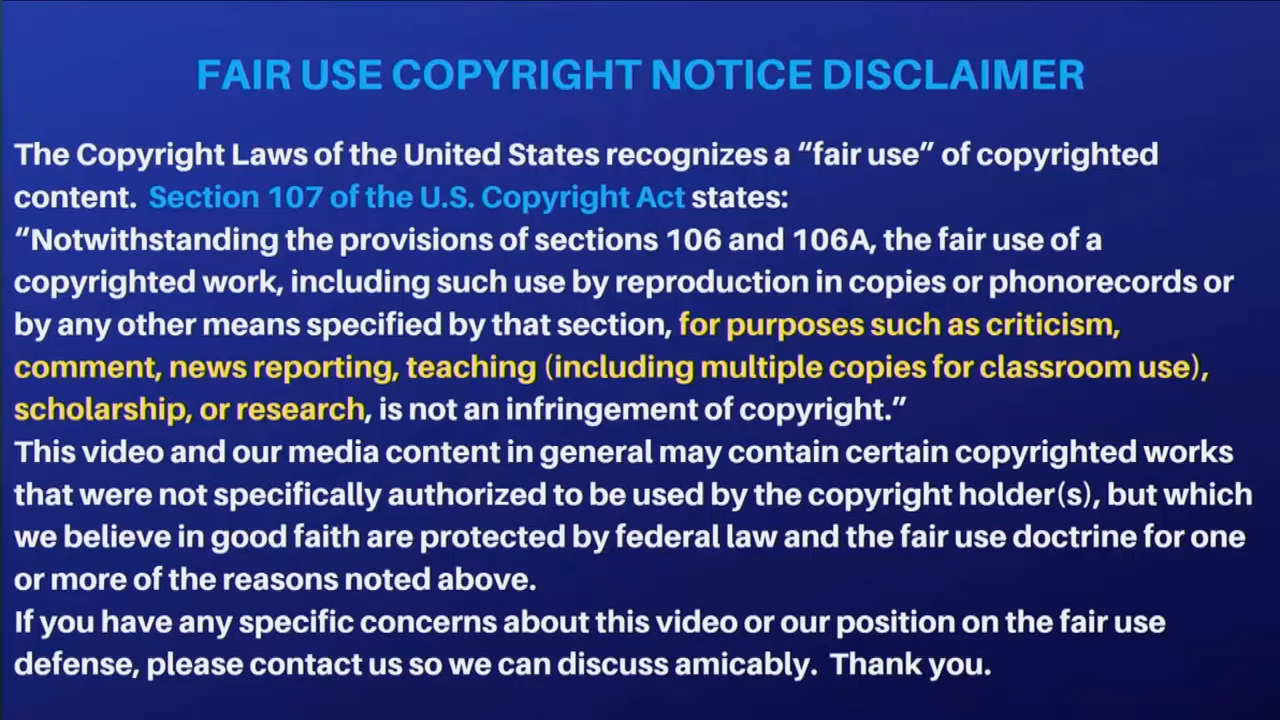 FAIR USE COPYRIGHT NOTICE DISCLAIMER
The Copyright Laws of the United States recognizes a “fair use” of copyrighted
content. Section 107 of the U.S. Copyright Act states:
“Notwithstanding the provisions of sections 106 and 106A, the fair use of a
copyrighted work, including such use by reproduction in copies or phonorecords or
by any other means specified by that section, for purposes such as criticism,
comment, news reporting, teaching (including multiple copies for classroom use),
scholarship, or research, is not an infringement of copyright.”
This video and our media content in general may contain certain copyrighted works
that were not specifically authorized to be used by the copyright holder(s), but which
we believe in good faith are protected by federal law and the fair use doctrine for one
or more of the reasons noted above.
If you have any specific concerns about this video or our position on the fair use
defense, please contact us so we can discuss amicably. Thank you.